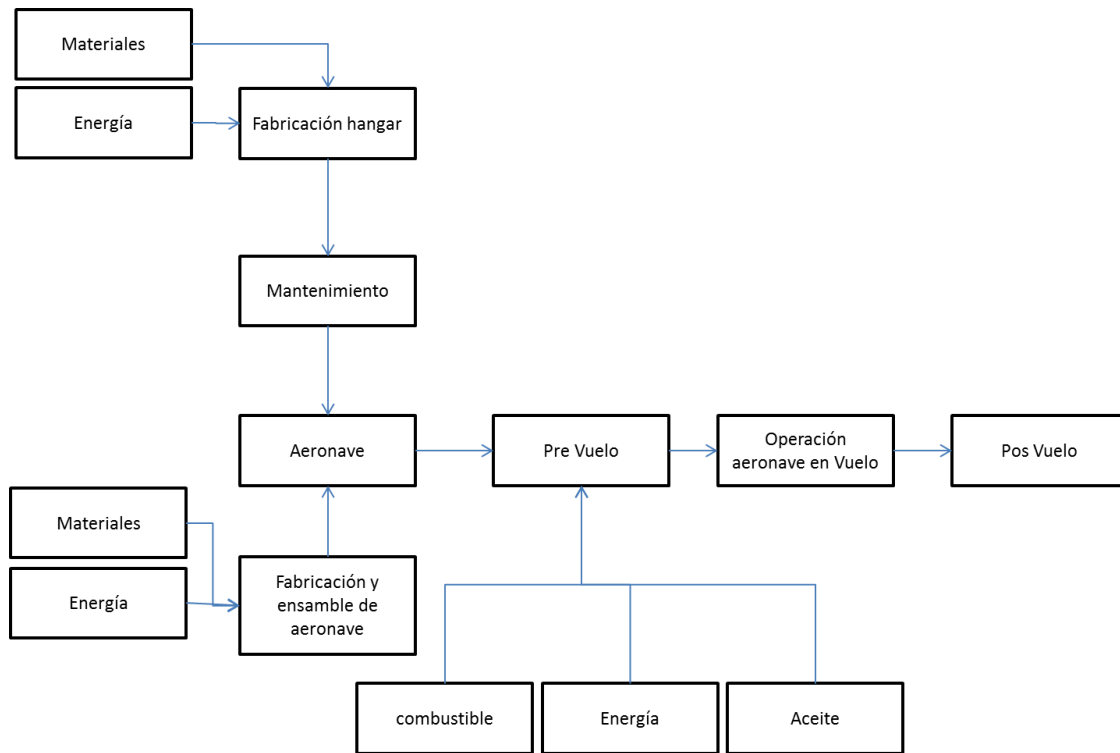 Materiales
Energía
Fabricación hangar
Mantenimiento
Aeronave
Pre Vuelo
Operación
aeronave en Vuelo
Pos Vuelo
Materiales
Energía
Fabricación y
ensamble de
aeronave
combustible
Energía
Aceite